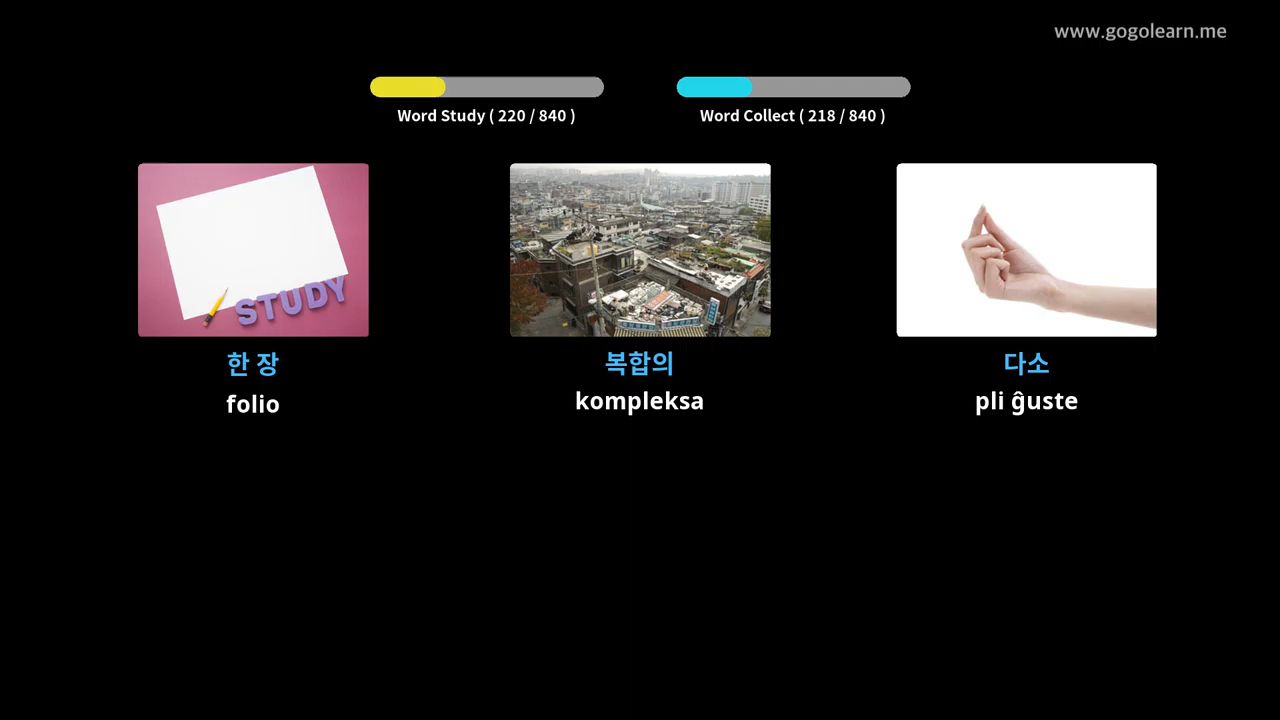 www.gogolearn.me
Word Study ( 220 / 840 )
Word Collect ( 218 / 840 )
STUDY
한 장
folio
복합의
kompleksa
다소
pli ĝuste